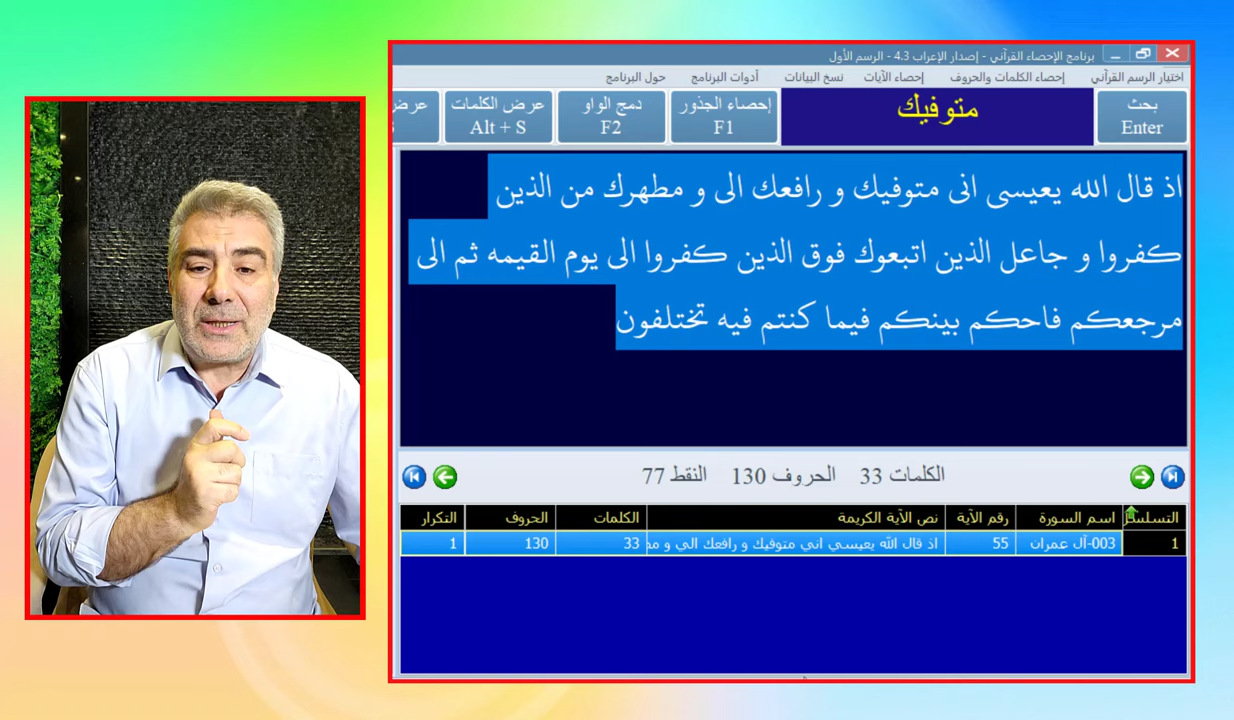 برنامج الإحصاء القرآني - إصدار الإعراب 4.3 - الرسم الأول
اختيار الرسم القرآني إحصاء الكلمات والحروف إحصاء الآيات نسخ البيانات أدوات البرنامج حول البرنامج
بحث
Enter
متوفيك
إحصاء الجذور
F1
دمج الواو
F2
عرض الكلمات
Alt + S
عرض
اذ قال الله يعيسى انى متوفيك و رافعك الى و مطهرك من الذين
كفروا و جاعل الذين اتبعوك فوق الذين كفروا الى يوم القيمه ثم الى
مرجعكم فاحكم بينكم فيما كنتم فيه تختلفون
الكلمات 33 الحروف 130 النقط 77
التسلسل اسم السورة رقم الآية نص الآية الكريمة الكلمات الحروف التكرار
1 003-آل عمران 55 اذ قال الله يعيسي اني متوفيك و رافعك الي و مط 33 130 1